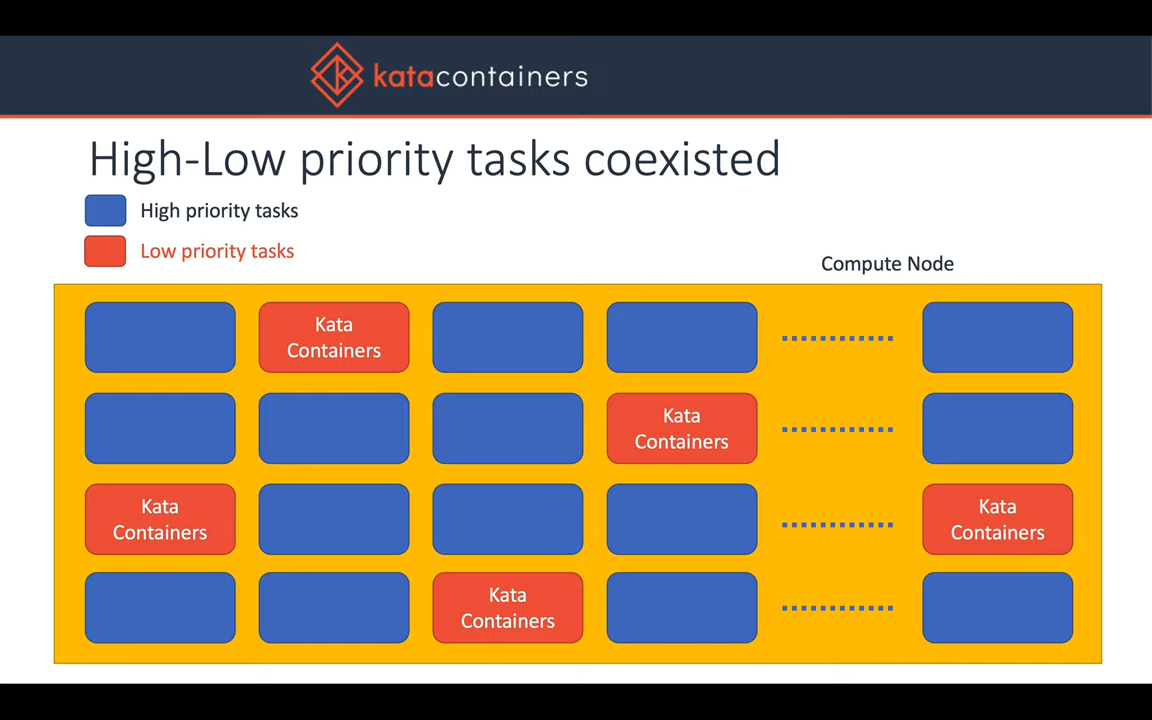 katacontainers
High-Low priority tasks coexisted
High priority tasks
Low priority tasks
Compute Node
Kata
Containers
Kata
Containers
Kata
Containers
Kata
Containers
Kata
Containers